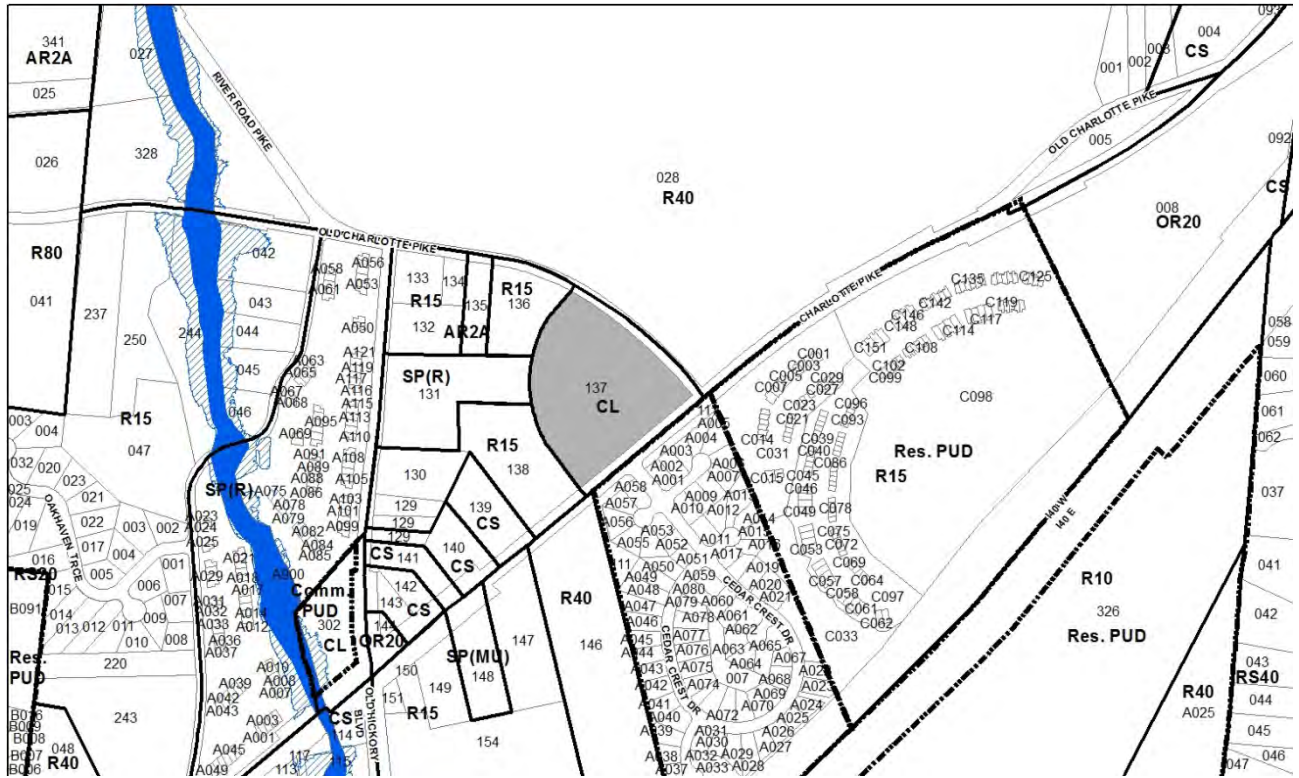 341
AR2A
025
026
027
328
RIVER ROAD PIKE
028
R40
001
002
003
004
CS
093
OLD CHARLOTTE PIKE
005
092
CS
008
OR20
R80
041
237
250
244
OLD CHARLOTTE PIKE
042
043
044
045
046
R15
047
A058
A061
A056
A053
A050
133
134
R15
132
135
AR2A
R15
136
SP(R)
131
137
CL
R15
138
130
129
129
129
139
CS
140
CS
CS
141
142
143
CS
144
OR20
CHARLOTTE PIKE
A063
A065
A067
A068
A121
A119
A117
A116
A115
A113
A110
A108
A105
A103
A101
A099
A095
A069
A091
A089
A088
A086
A075
A078
A079
A082
A084
A085
SP(R)
A900
Comm.
PUD
302
CL
A023
A024
A025
A021
A029
A018
A031
A032
A033
A014
A012
A036
A037
A010
A008
A007
A039
A042
A043
A003
A001
A045
A049
003
004
032
020
023
025
024
021
019
022
003
002
017
004
016
005
001
006
007
RS20
015
014
013
012
011
009
010
008
OAKHAVEN TRCE
B091
Res.
PUD
220
243
B009
B008
B007
B006
048
R40
CS
114
117
113
OLD HICKORY
BLVD
150
151
149
R15
SP(MU)
148
147
154
R40
146
A005
A004
A003
A002
A001
A007
A009
A010
A012
A058
A057
A056
A055
A053
A052
A051
A011
A017
A019
A020
A021
A049
A048
A047
A046
A045
A044
A043
A042
A041
A040
A039
A038
A037
A059
A080
A079
A060
A078
A061
A062
A077
A076
A075
A074
A063
A064
A065
A067
007
A068
A069
A070
A072
A031
A030
A032
A033
A029
A028
A024
A025
A026
A027
CEDAR CREST DR
CEDAR CREST DR
C135
C125
C142
C119
C146
C148
C117
C114
C151
C108
C102
C099
C001
C003
C005
C007
C029
C027
C023
C021
C096
C093
C014
C031
C039
C040
C086
C015
C045
C046
C049
C078
C075
C072
C053
C069
C057
C064
C058
C061
C062
C097
C033
C098
Res. PUD
R15
I40 W
I40 E
R10
326
Res. PUD
058
059
060
061
062
037
041
042
043
RS40
044
045
046
047
R40
A025